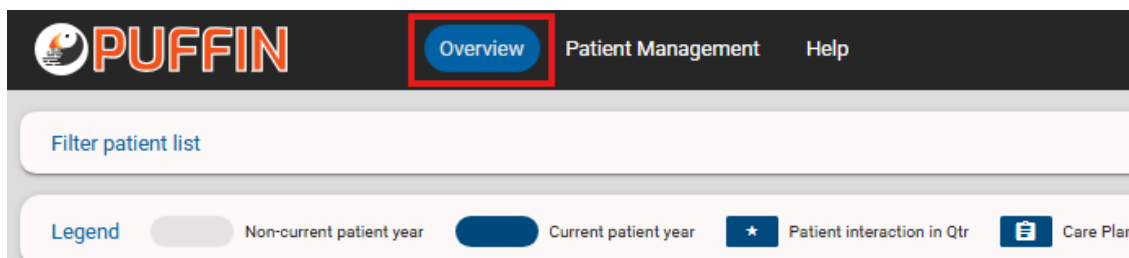 PUFFIN Overview Patient Management Help
Filter patient list
Legend Non-current patient year Current patient year Patient interaction in Qtr Care Plan